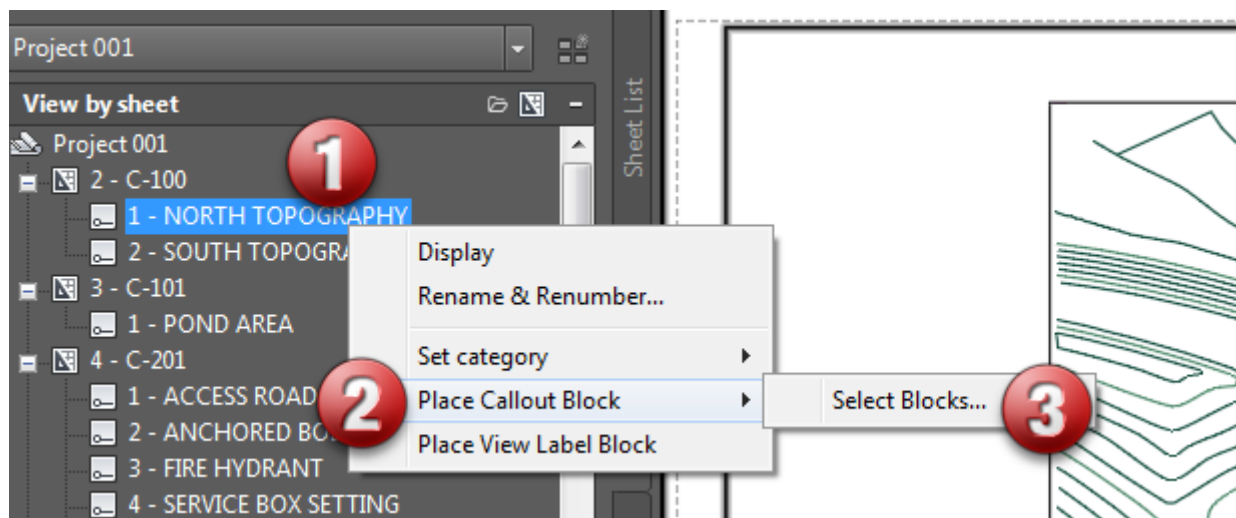 Project 001
View by sheet
Sheet List
Project 001
1
2 - C-100
1 - NORTH TOPOGRAPHY
2 - SOUTH TOPOGRA
Display
Rename & Renumber...
3 - C-101
1 - POND AREA
4 - C-201
Set category
1 - ACCESS ROAD
2
Place Callout Block
Select Blocks...
3
2 - ANCHORED BO
Place View Label Block
3 - FIRE HYDRANT
4 - SERVICE BOX SETTING